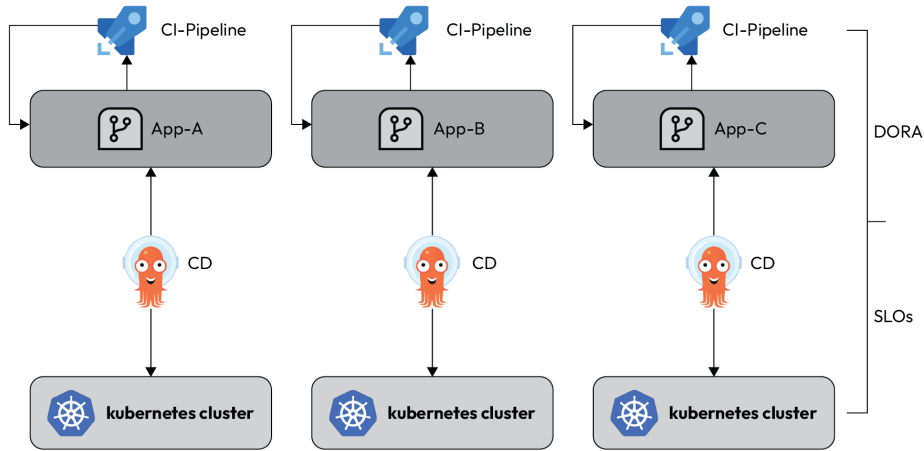 CI-Pipeline
CI-Pipeline
CI-Pipeline
App-A
App-B
App-C
DORA
CD
CD
CD
SLOs
kubernetes cluster
kubernetes cluster
kubernetes cluster